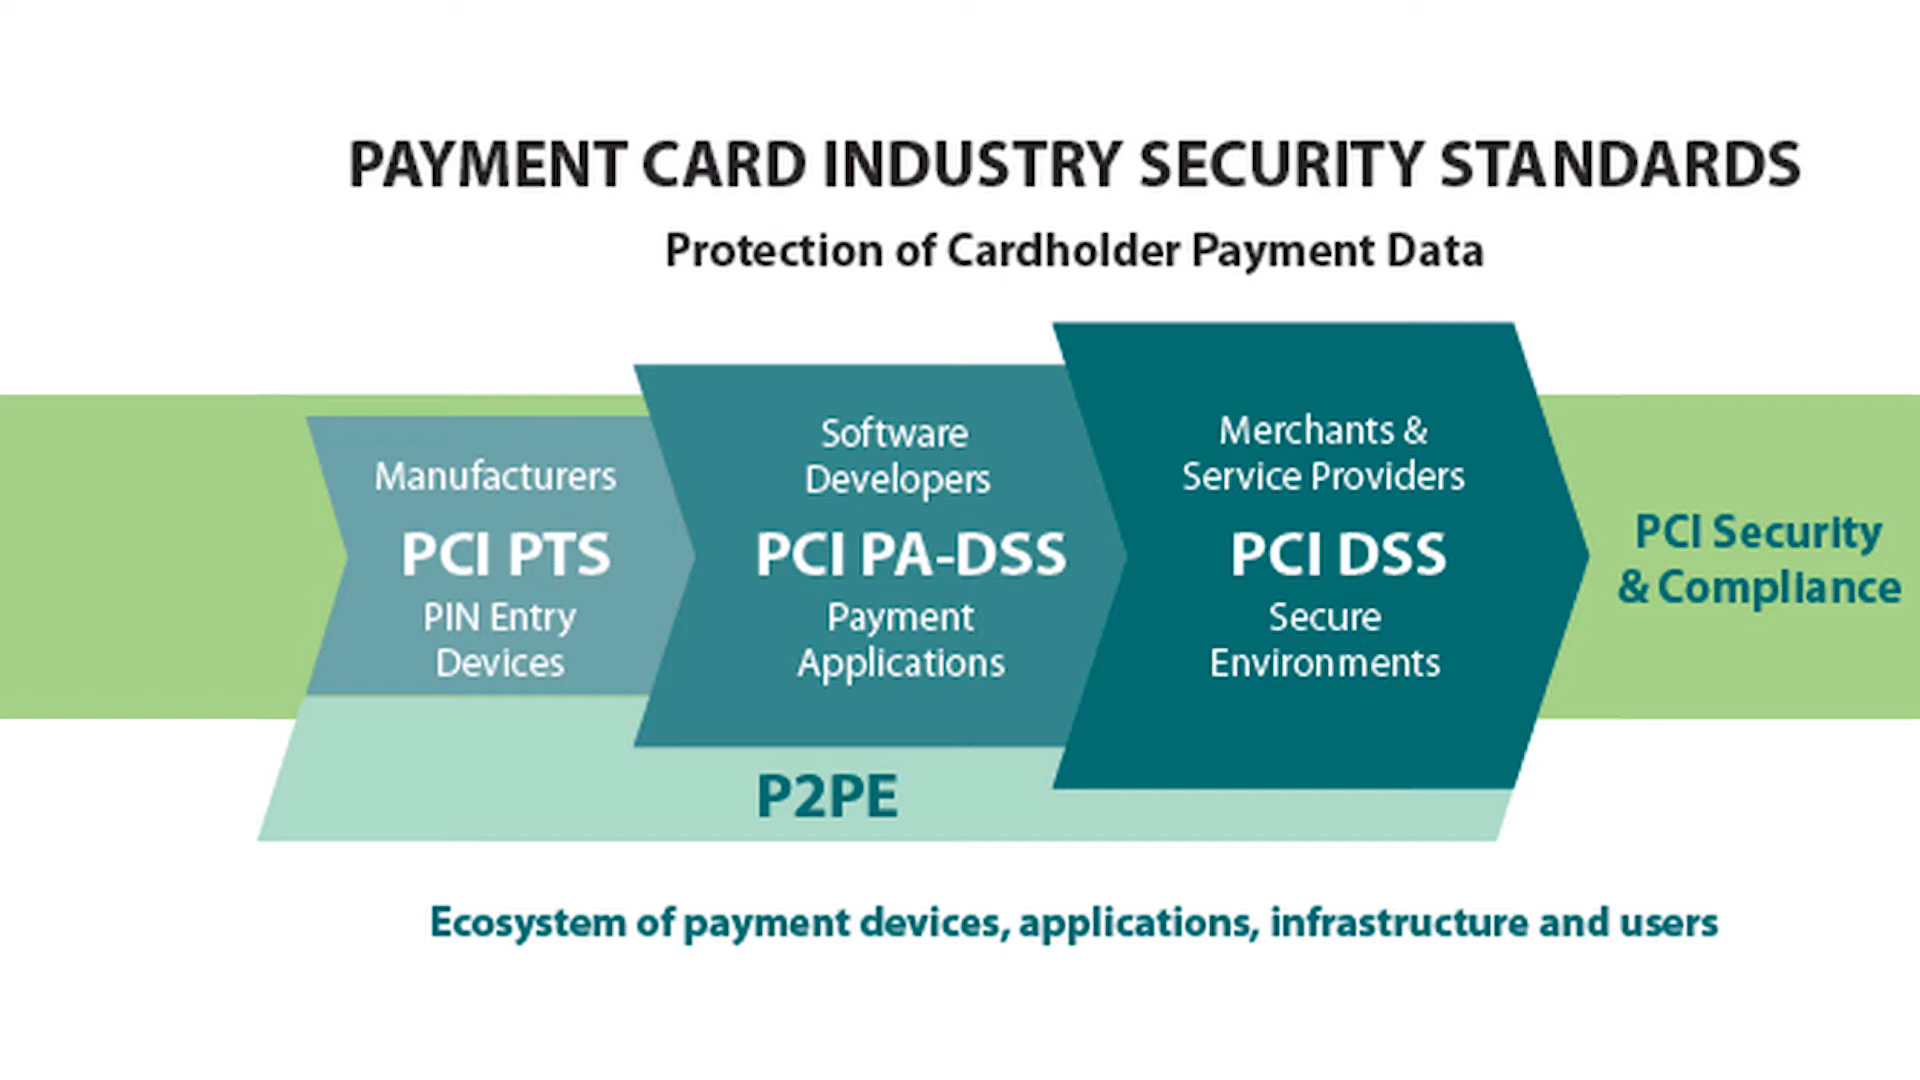 PAYMENT CARD INDUSTRY SECURITY STANDARDS
Protection of Cardholder Payment Data
Manufacturers
PCI PTS
PIN Entry
Devices
Software
Developers
PCI PA-DSS
Payment
Applications
Merchants &
Service Providers
PCI DSS
Secure
Environments
PCI Security
& Compliance
P2PE
Ecosystem of payment devices, applications, infrastructure and users